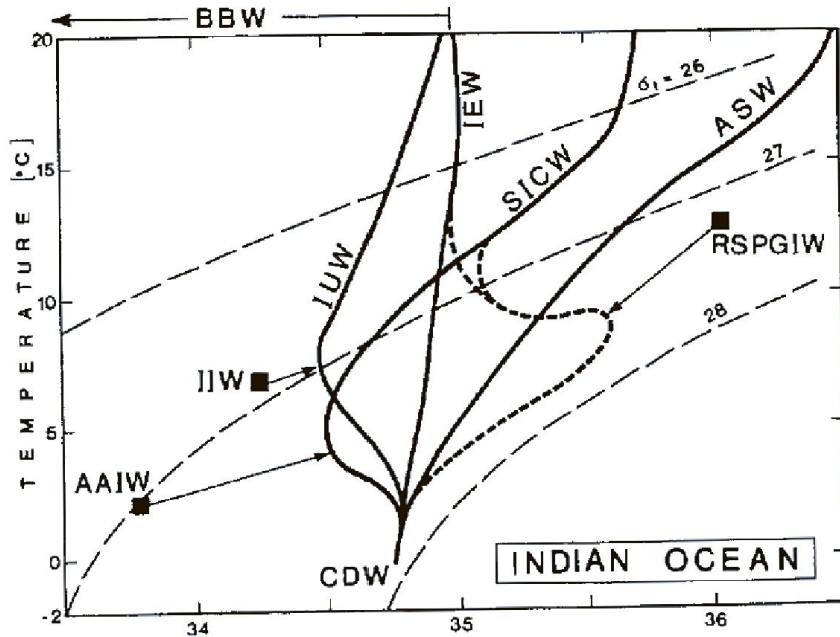 BBW
20
15
10
5
0
-2
TEMPERATURE [°C]
IUW
IEW
SICW
σt = 26
ASW
27
RSPGIW
28
IIW
AAIW
CDW
INDIAN OCEAN
34
35
36